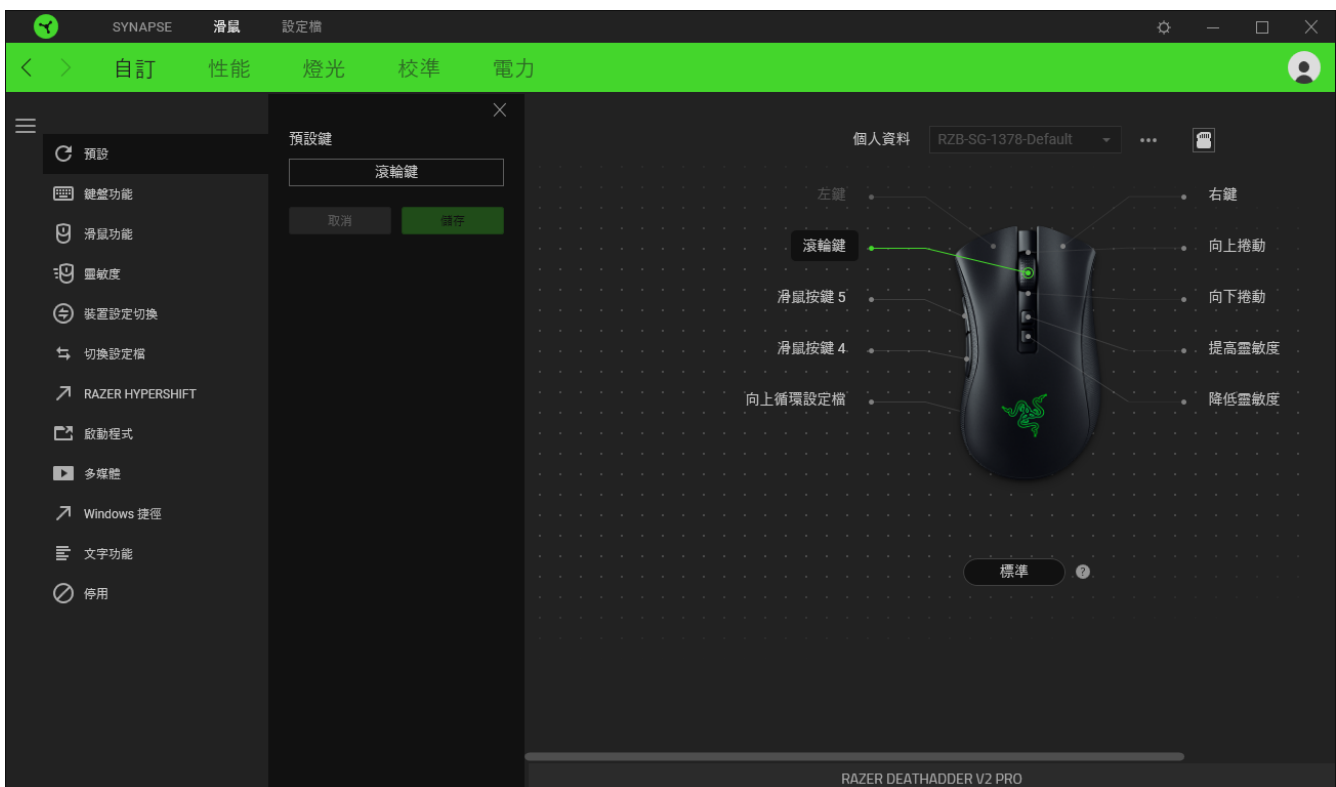 SYNAPSE 滑鼠 設定檔
自訂 性能 燈光 校準 電力
預設
鍵盤功能
滑鼠功能
靈敏度
裝置設定切換
切換設定檔
RAZER HYPERSHIFT
啟動程式
多媒體
Windows 捷徑
文字功能
停用
預設鍵
滾輪鍵
取消 儲存
個人資料 RZB-SG-1378-Default
左鍵 右鍵
滾輪鍵 向上捲動
滑鼠按鍵 5 向下捲動
滑鼠按鍵 4 提高靈敏度
向上循環設定檔 降低靈敏度
標準 ?
RAZER DEATHADDER V2 PRO